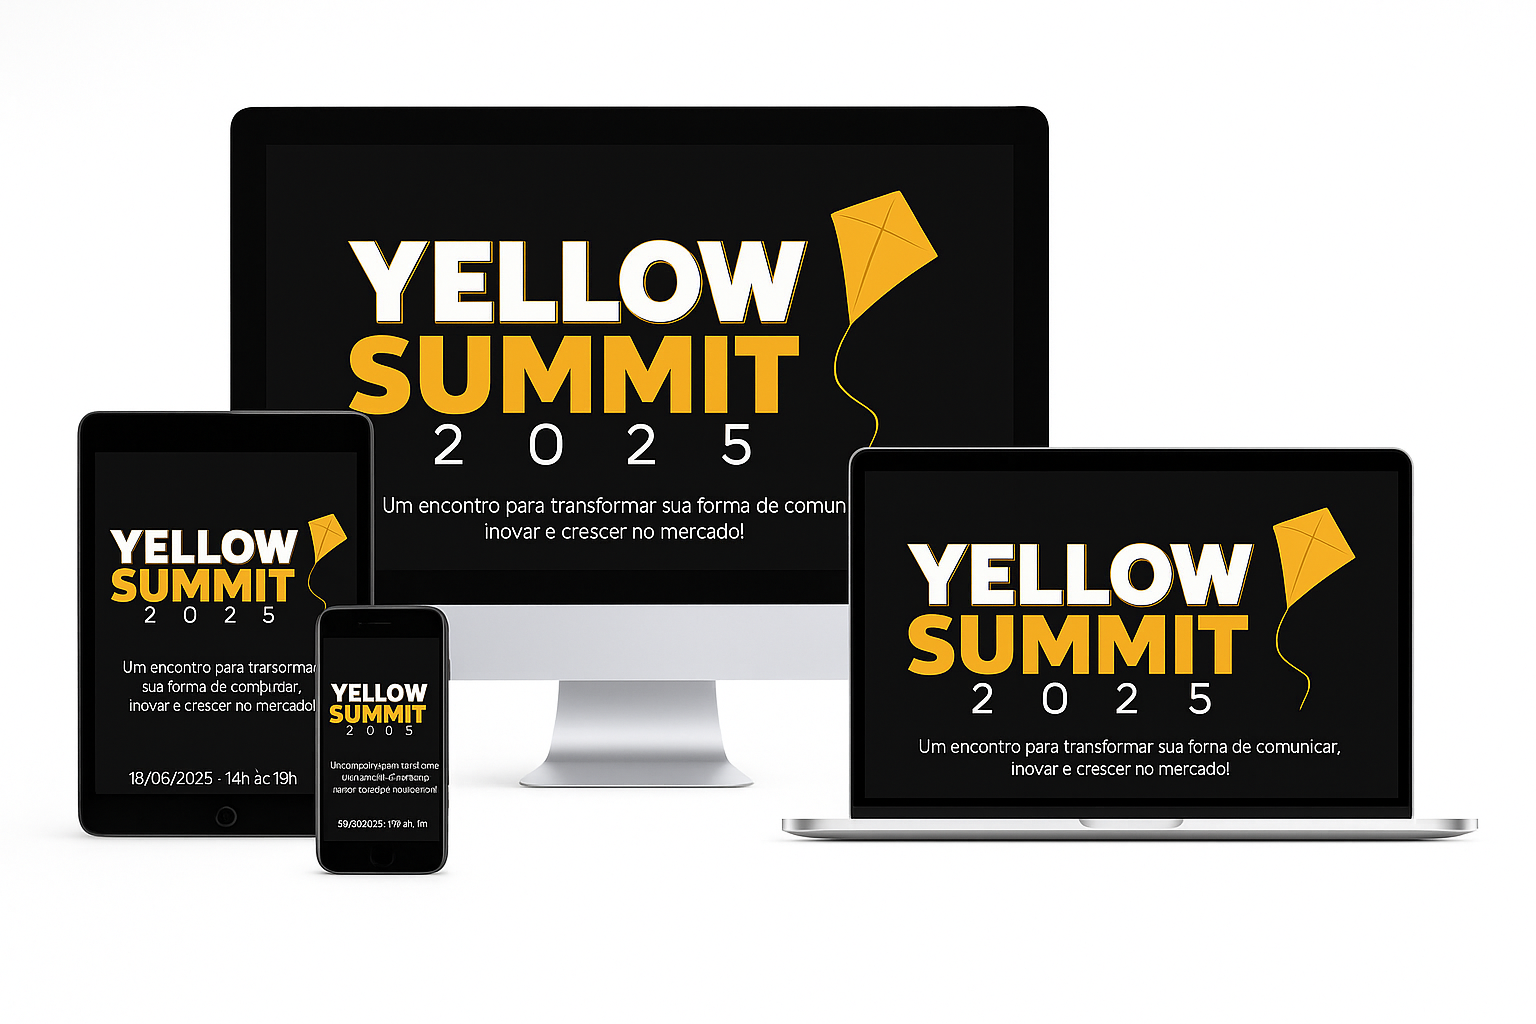 YELLOW
SUMMIT
2 0 2 5
Um encontro para transformar sua forma de comun
inovar e crescer no mercado!
YELLOW
SUMMIT
2 0 2 5
Um encontro para trarsormac
sua forma de
inovar e crescer no mercado!
18/06/2025 - 14h àc 19h
YELLOW
SUMMIT
2 0 0 5
YELLOW
SUMMIT
2 0 2 5
Um encontro para transformar sua forna de comunicar,
inovar e crescer no mercado!